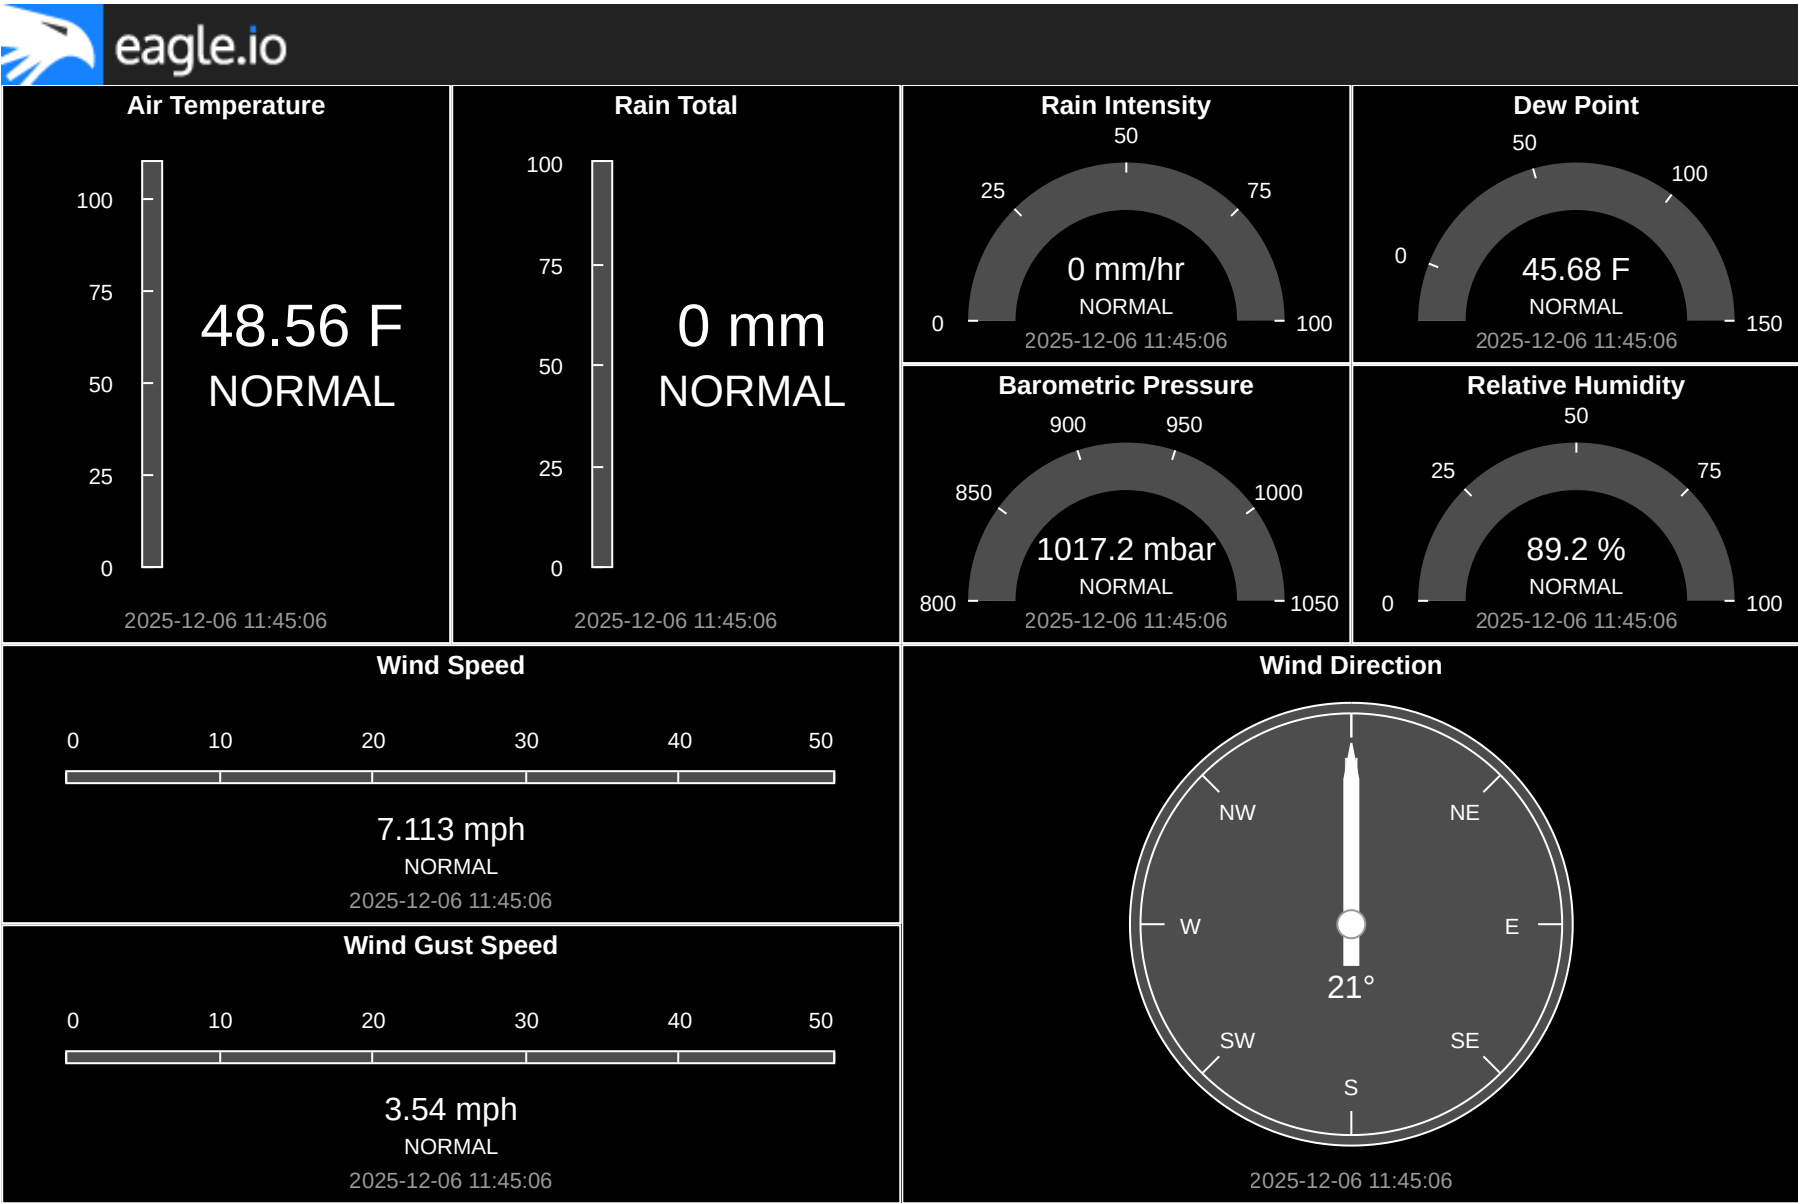 eagle.io
Air Temperature
100
75
50
25
0
48.56 F
NORMAL
2025-12-06 11:45:06
Rain Total
100
75
50
25
0
0 mm
NORMAL
2025-12-06 11:45:06
Rain Intensity
50
25
75
0
100
0 mm/hr
NORMAL
2025-12-06 11:45:06
Dew Point
50
100
0
150
45.68 F
NORMAL
2025-12-06 11:45:06
Barometric Pressure
900
950
850
1000
800
1050
1017.2 mbar
NORMAL
2025-12-06 11:45:06
Relative Humidity
50
25
75
0
100
89.2 %
NORMAL
2025-12-06 11:45:06
Wind Speed
0 10 20 30 40 50
7.113 mph
NORMAL
2025-12-06 11:45:06
Wind Gust Speed
0 10 20 30 40 50
3.54 mph
NORMAL
2025-12-06 11:45:06
Wind Direction
NW NE
W E
21°
SW SE
S
2025-12-06 11:45:06